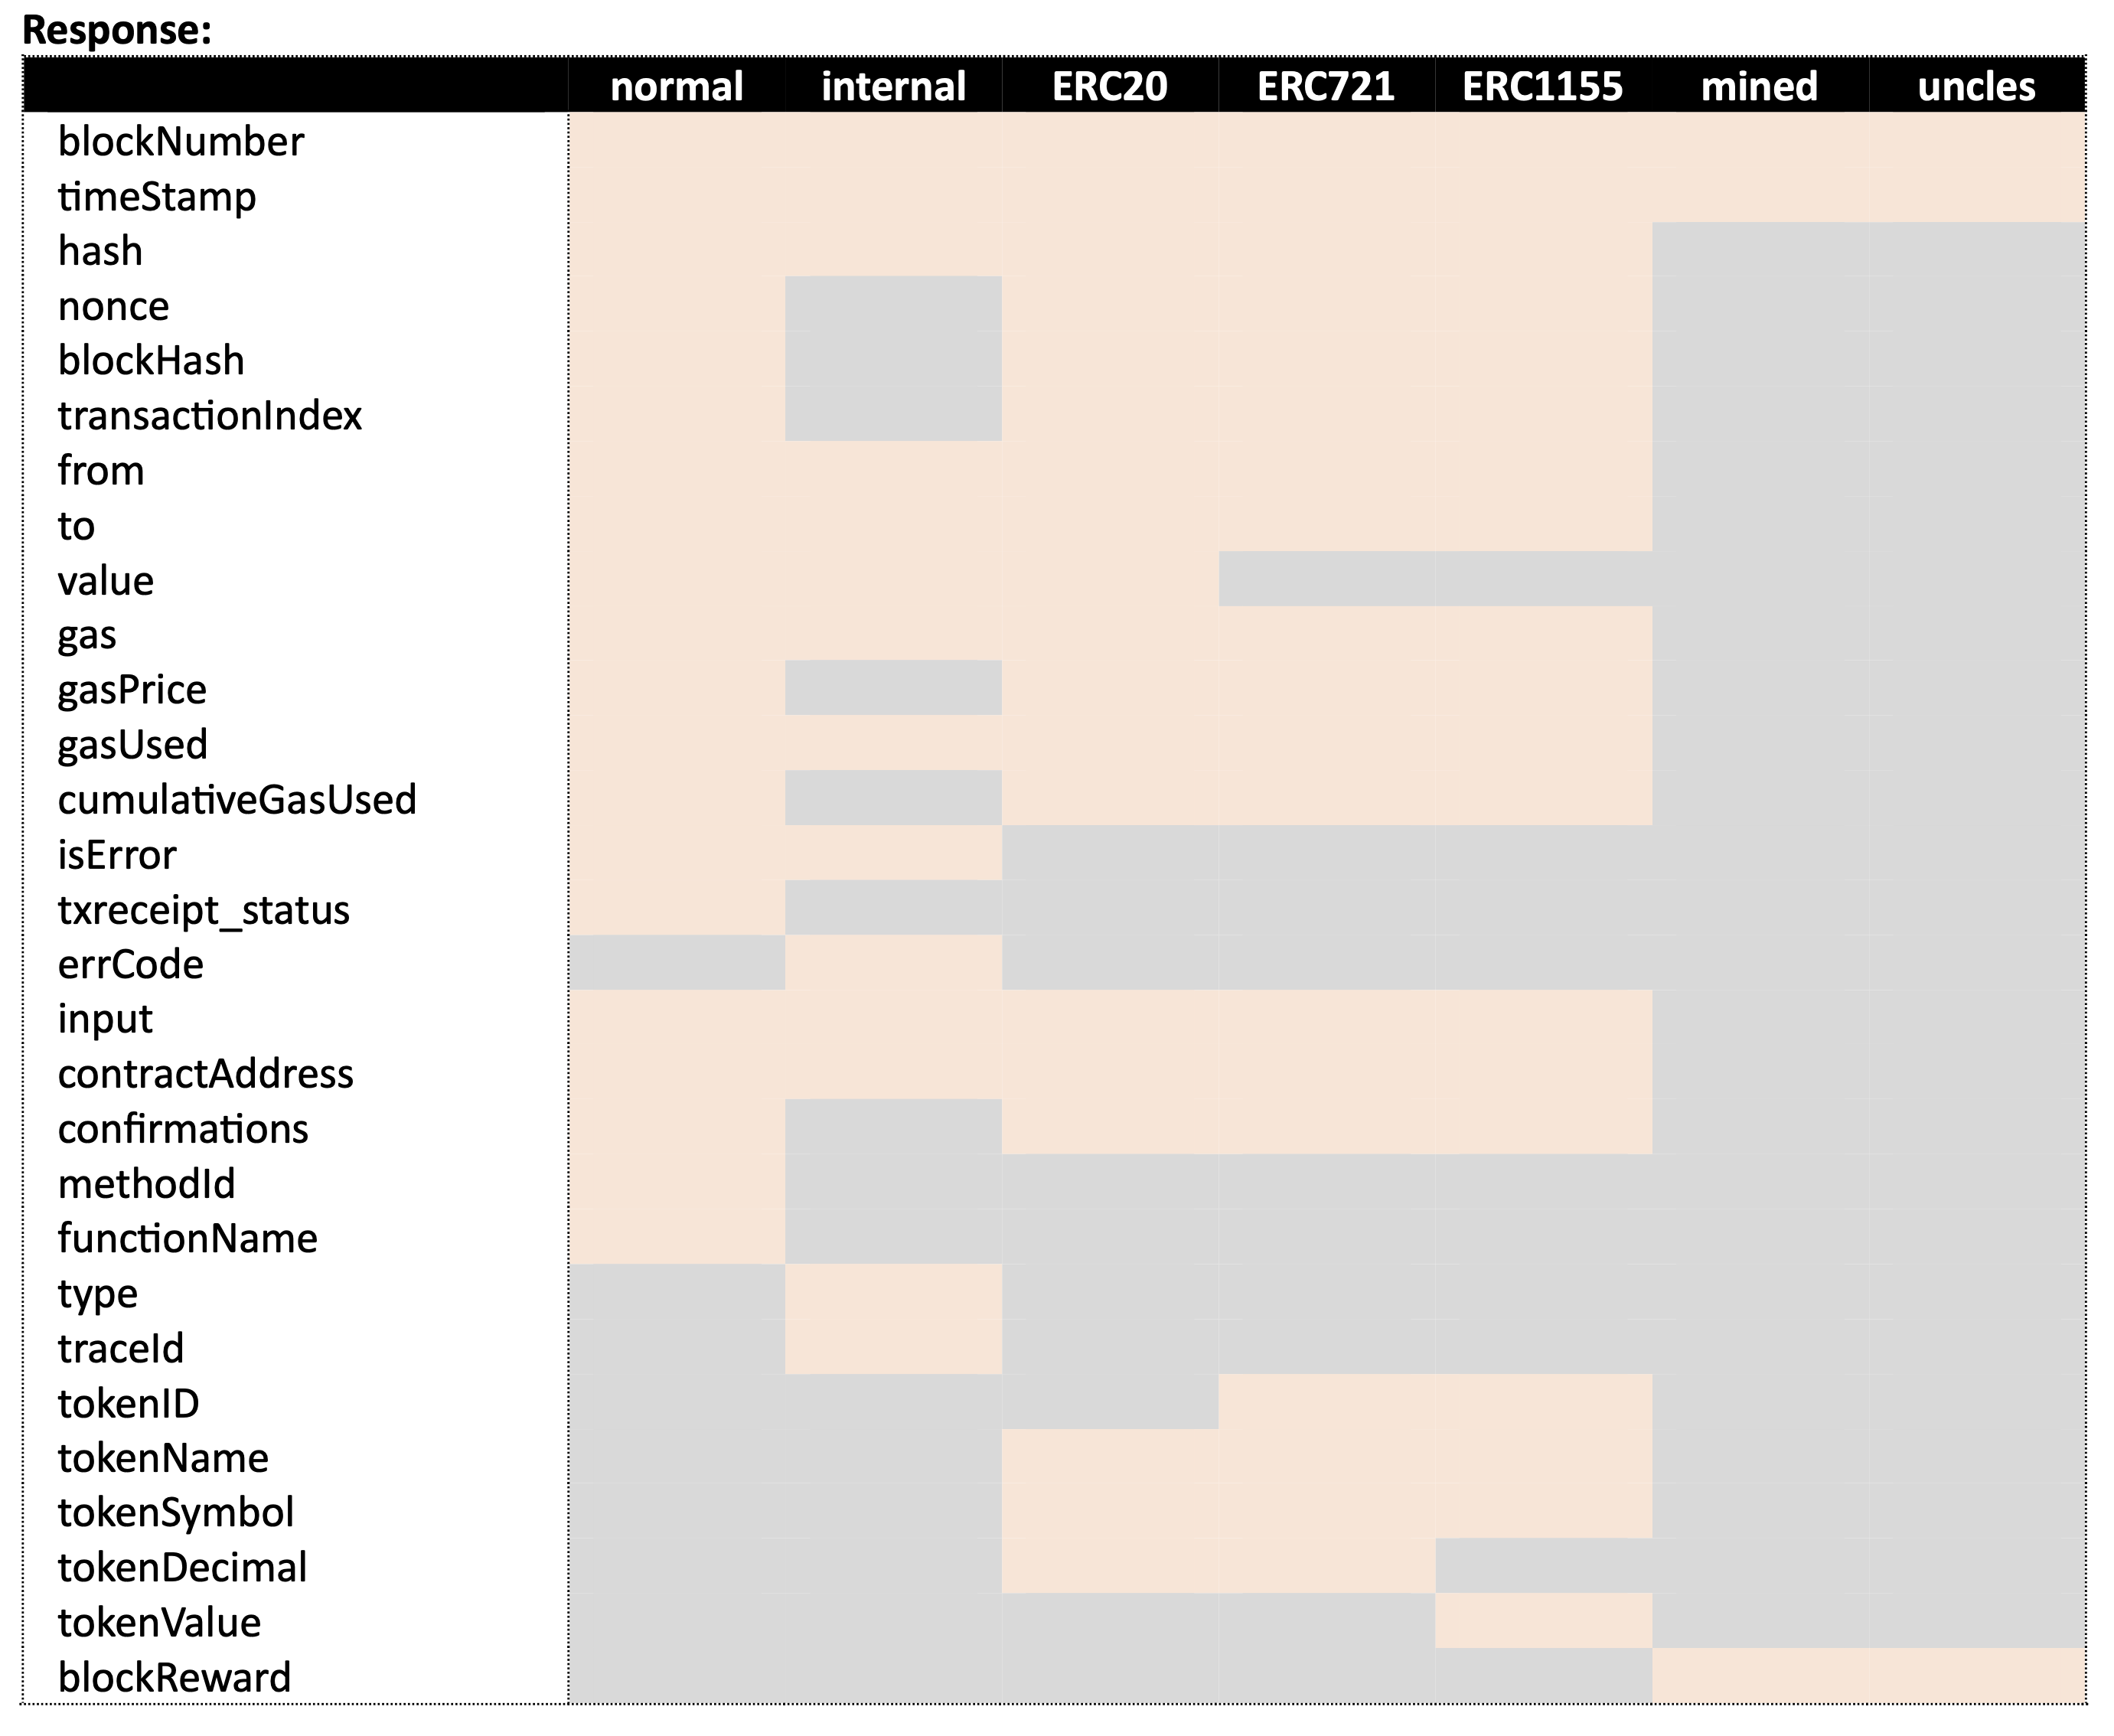 Response:
normal internal ERC20 ERC721 ERC1155 mined uncles
blockNumber
timeStamp
hash
nonce
blockHash
transactionIndex
from
to
value
gas
gasPrice
gasUsed
cumulativeGasUsed
isError
txreceipt_status
errCode
input
contractAddress
confirmations
methodId
functionName
type
traceId
tokenID
tokenName
tokenSymbol
tokenDecimal
tokenValue
blockReward